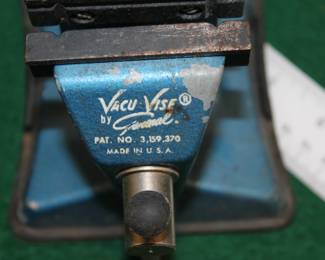 Vacu Vise®
by General.
PAT. NO. 3,159,370
MADE IN U.S.A.